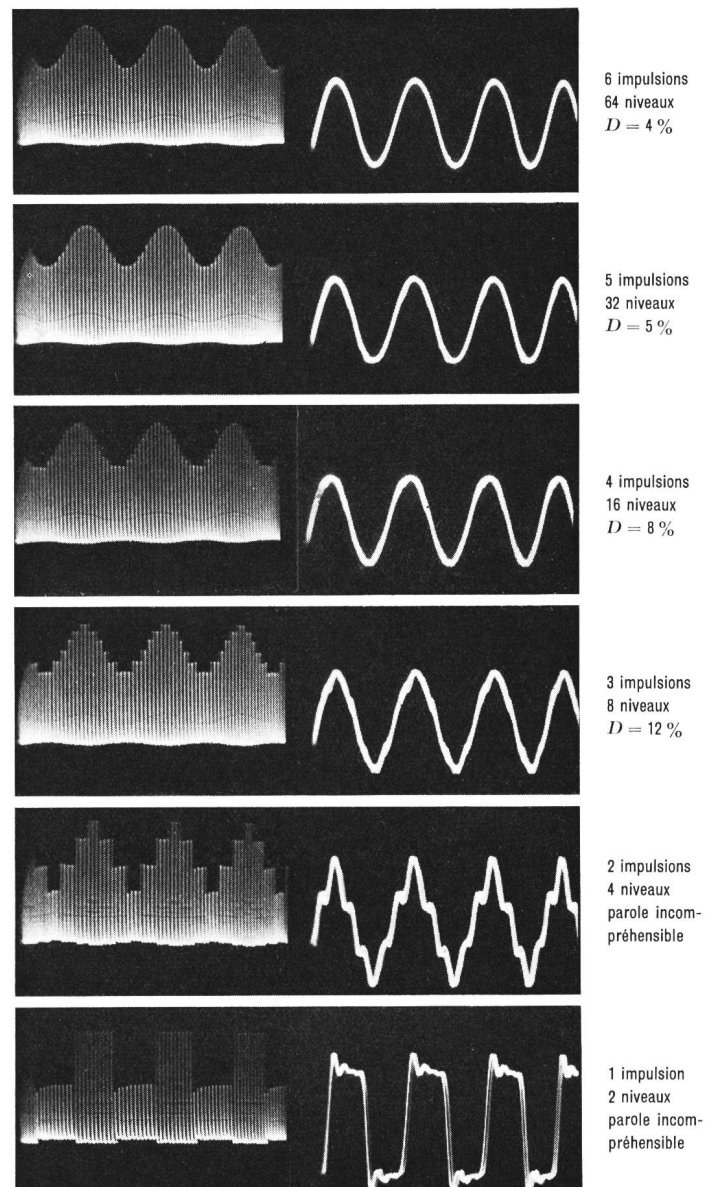 6 impulsions
64 niveaux
D = 4 %
5 impulsions
32 niveaux
D = 5 %
4 impulsions
16 niveaux
D = 8 %
3 impulsions
8 niveaux
D = 12 %
2 impulsions
4 niveaux
parole incom-
préhensible
1 impulsion
2 niveaux
parole incom-
préhensible